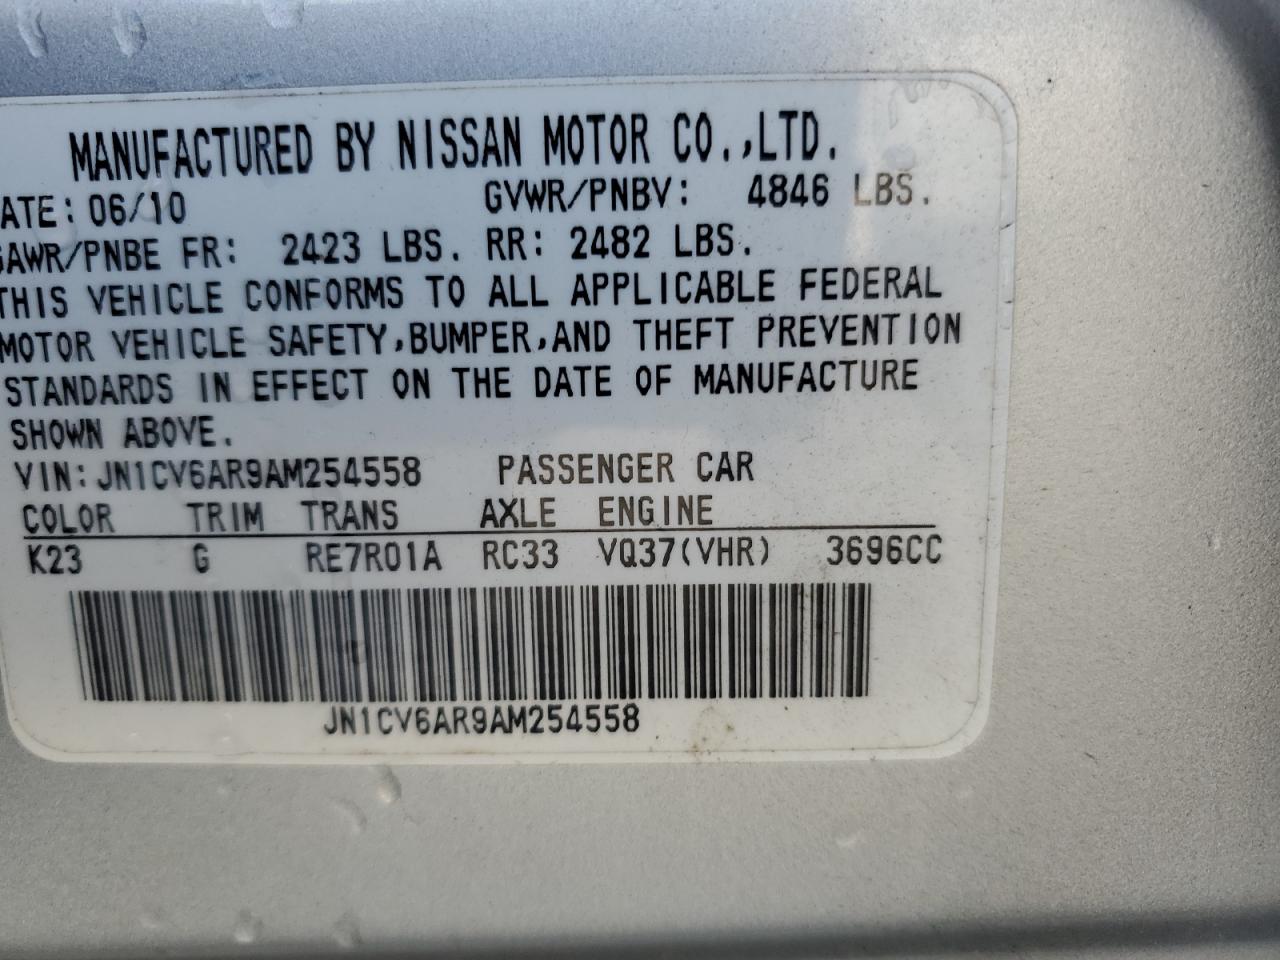 MANUFACTURED BY NISSAN MOTOR CO.,LTD.
ATE: 06/10 GVWR/PNBV: 4846 LBS.
GAWR/PNBE FR: 2423 LBS. RR: 2482 LBS.
THIS VEHICLE CONFORMS TO ALL APPLICABLE FEDERAL
MOTOR VEHICLE SAFETY,BUMPER,AND THEFT PREVENTION
STANDARDS IN EFFECT ON THE DATE OF MANUFACTURE
SHOWN ABOVE.
VIN:JN1CV6AR9AM254558 PASSENGER CAR
COLOR TRIM TRANS AXLE ENGINE
K23 G RE7R01A RC33 VQ37(VHR) 3696CC
JN1CV6AR9AM254558